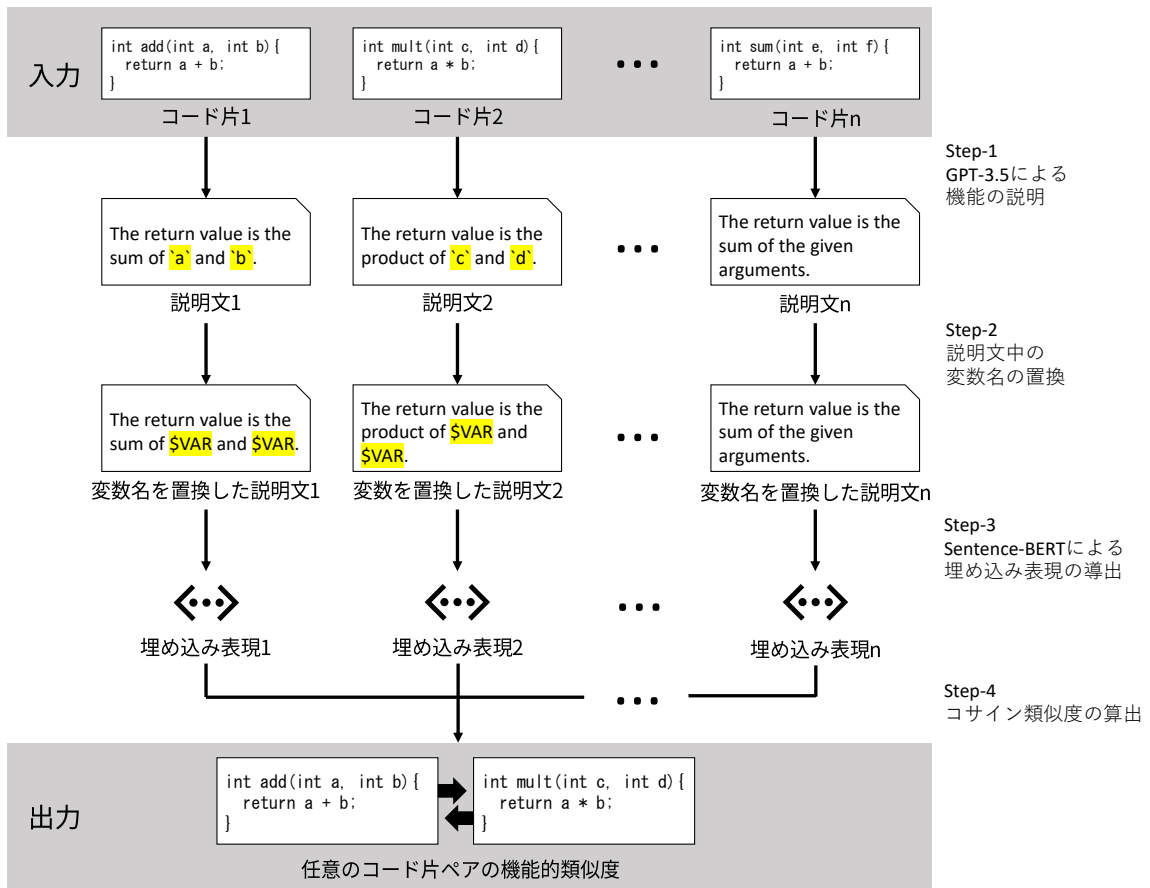 入力
int add(int a, int b){
return a + b;
}
コード片1
int mult(int c, int d){
return a * b;
}
コード片2
int sum(int e, int f){
return a + b;
}
コード片n
Step-1
GPT-3.5による
機能の説明
The return value is the
sum of `a` and `b`.
説明文1
The return value is the
product of `c` and `d`.
説明文2
The return value is the
sum of the given
arguments.
説明文n
Step-2
説明文中の
変数名の置換
The return value is the
sum of $VAR and $VAR.
変数名を置換した説明文1
The return value is the
product of $VAR and
$VAR.
変数を置換した説明文2
The return value is the
sum of the given
arguments.
変数名を置換した説明文n
Step-3
Sentence-BERTによる
埋め込み表現の導出
埋め込み表現1
埋め込み表現2
埋め込み表現n
Step-4
コサイン類似度の算出
出力
int add(int a, int b){
return a + b;
}
int mult(int c, int d){
return a * b;
}
任意のコード片ペアの機能的類似度